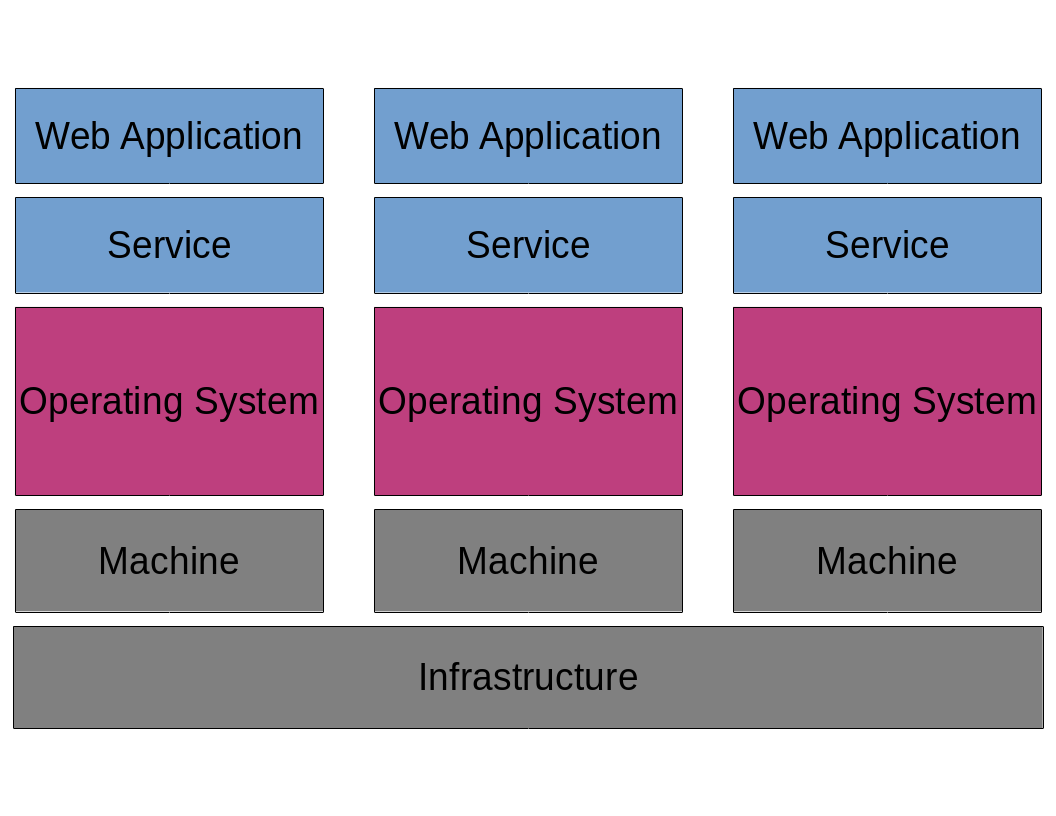 Web Application
Web Application
Web Application
Service
Service
Service
Operating System
Operating System
Operating System
Machine
Machine
Machine
Infrastructure